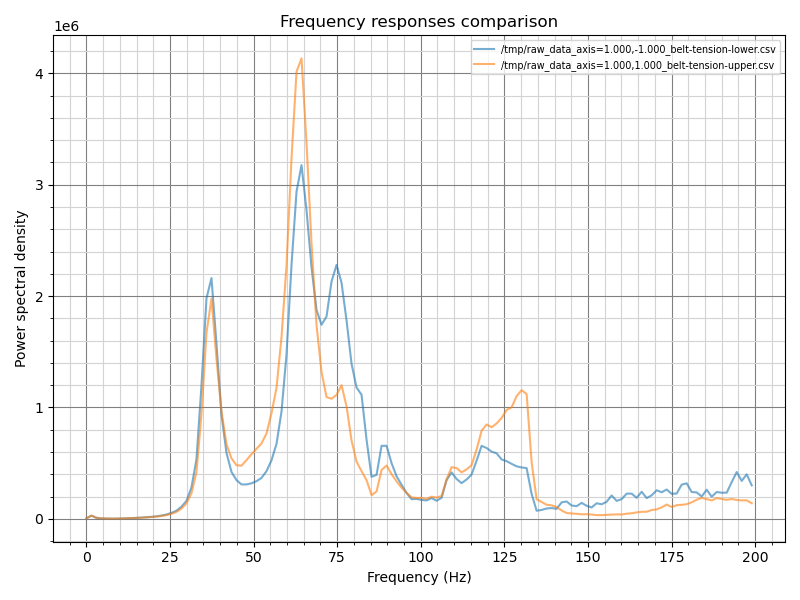 Frequency responses comparison
1e6
/tmp/raw_data_axis=1.000,-1.000_belt-tension-lower.csv
/tmp/raw_data_axis=1.000,1.000_belt-tension-upper.csv
4
3
2
1
0
Power spectral density
0 25 50 75 100 125 150 175 200
Frequency (Hz)